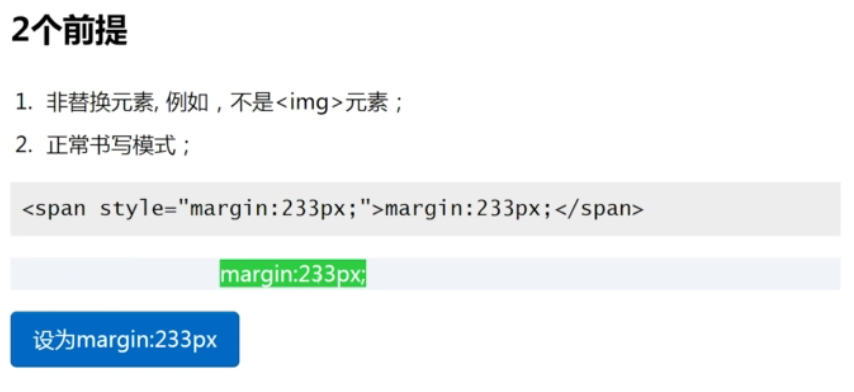 2个前提
1. 非替换元素, 例如，不是<img>元素；
2. 正常书写模式；
<span style="margin:233px;">margin:233px;</span>
margin:233px;
设为margin:233px